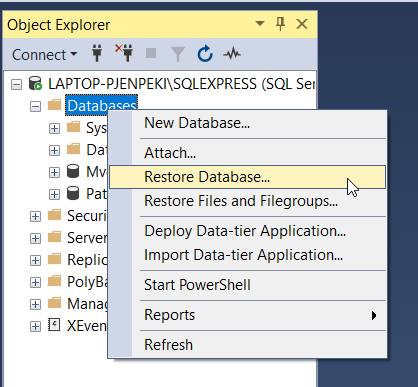 Object Explorer
Connect
LAPTOP-PJENPEKI\SQLEXPRESS (SQL Ser
Databases
Sys
Dat
Mv
Pat
Securi
Server
Replic
PolyBa
Manag
XEven
New Database...
Attach...
Restore Database...
Restore Files and Filegroups...
Deploy Data-tier Application...
Import Data-tier Application...
Start PowerShell
Reports
Refresh